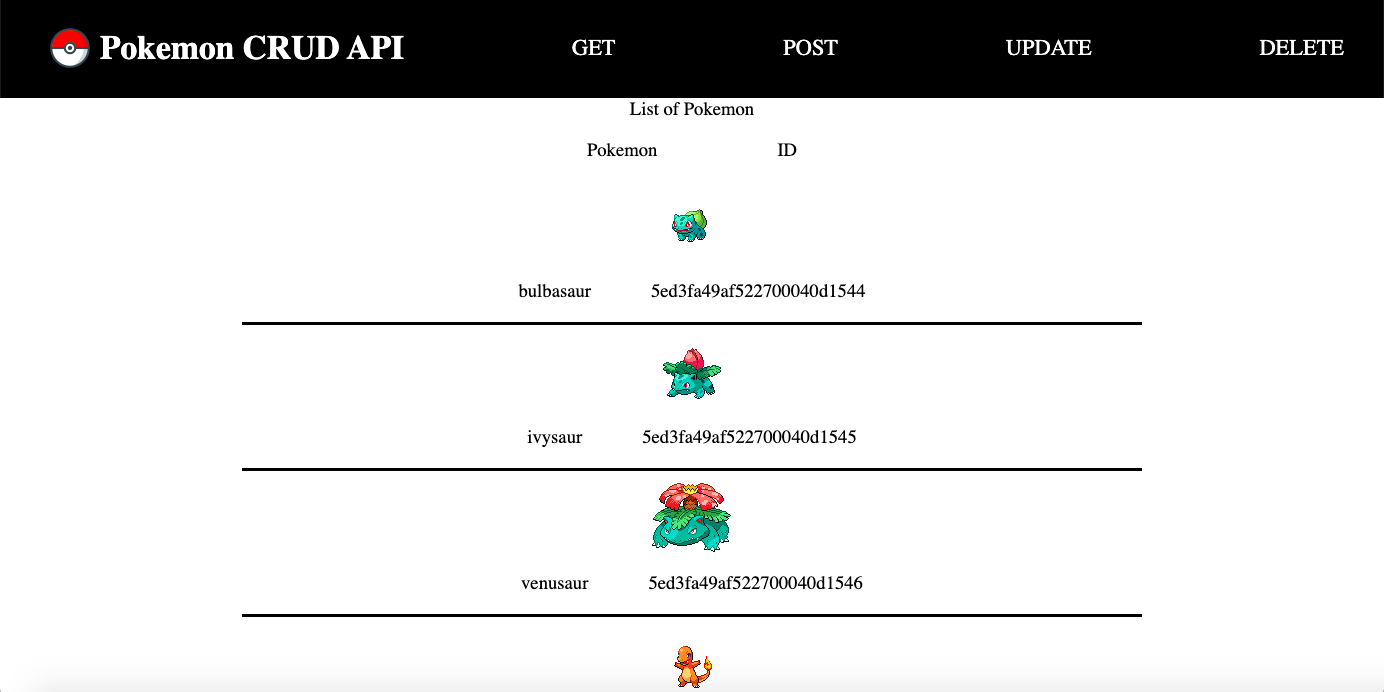 Pokemon CRUD API GET POST UPDATE DELETE
List of Pokemon
Pokemon ID
bulbasaur 5ed3fa49af522700040d1544
ivysaur 5ed3fa49af522700040d1545
venusaur 5ed3fa49af522700040d1546